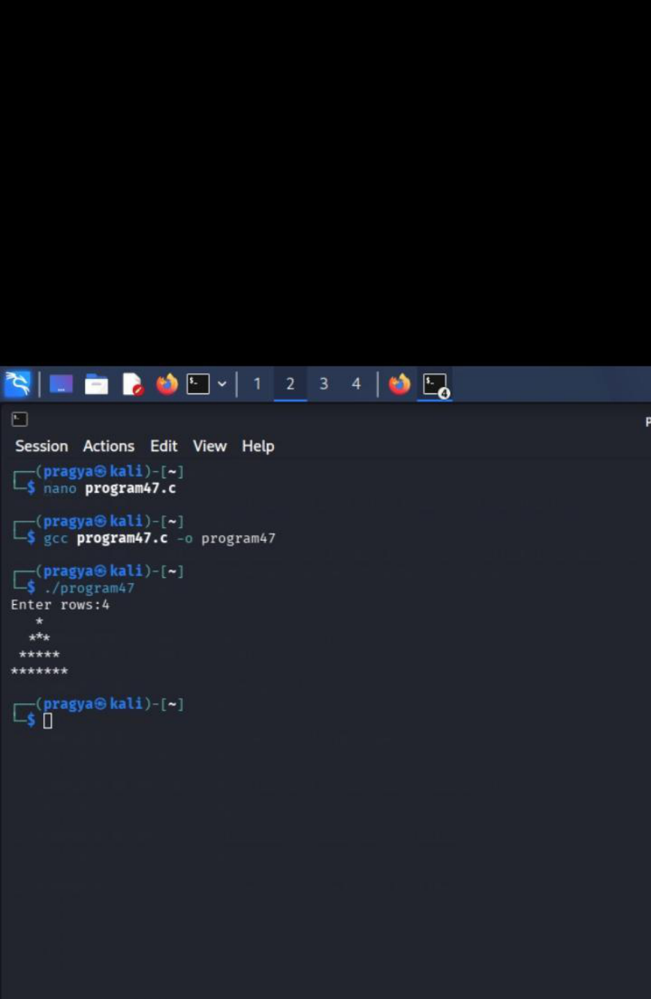 1 2 3 4
4
Session Actions Edit View Help
┌──(pragya㉿kali)-[~]
└─$ nano program47.c
┌──(pragya㉿kali)-[~]
└─$ gcc program47.c -o program47
┌──(pragya㉿kali)-[~]
└─$ ./program47
Enter rows:4
   *
  ***
 *****
*******
┌──(pragya㉿kali)-[~]
└─$